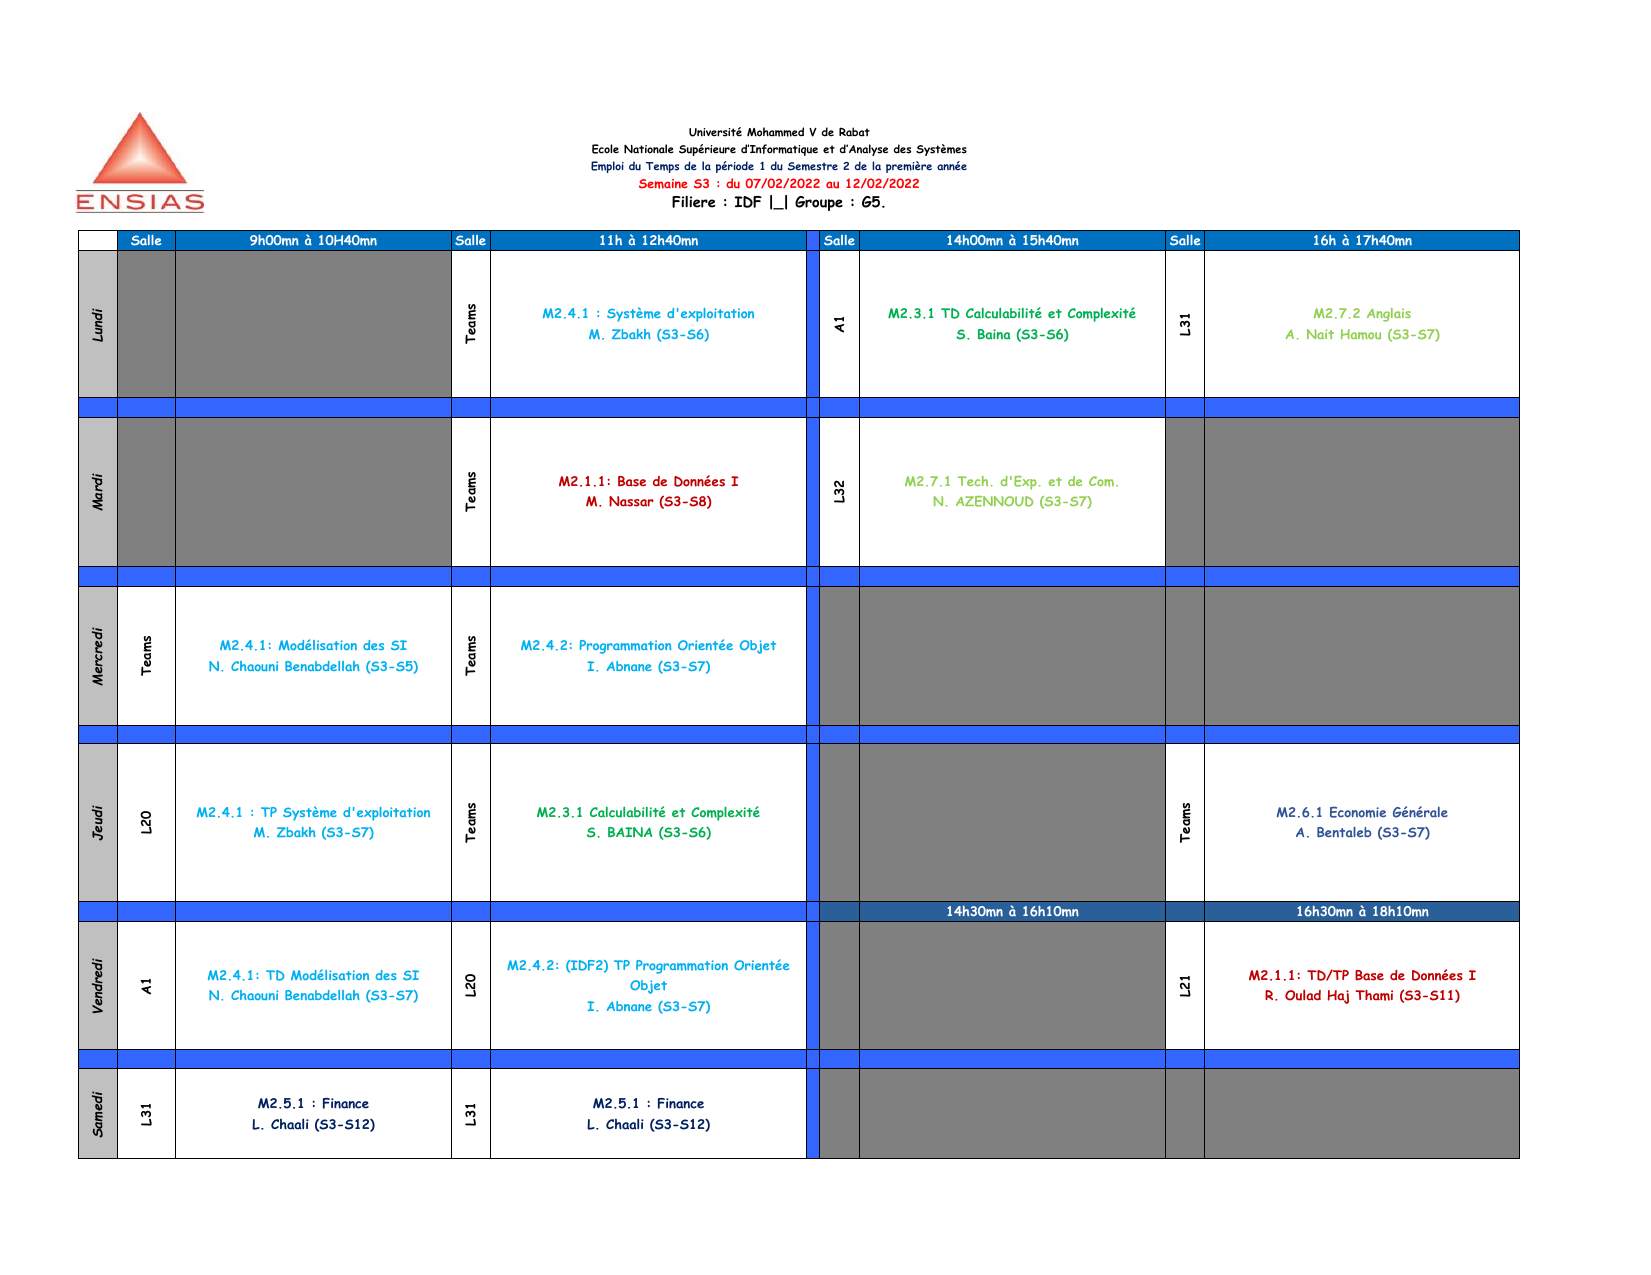 ENSIAS
Université Mohammed V de Rabat
Ecole Nationale Supérieure d’Informatique et d’Analyse des Systèmes
Emploi du Temps de la période 1 du Semestre 2 de la première année
Semaine S3 : du 07/02/2022 au 12/02/2022
Filiere : IDF |_| Groupe : G5.
Salle 9h00mn à 10H40mn Salle 11h à 12h40mn Salle 14h00mn à 15h40mn Salle 16h à 17h40mn
Lundi
Teams
M2.4.1 : Système d'exploitation
M. Zbakh (S3-S6)
A1
M2.3.1 TD Calculabilité et Complexité
S. Baina (S3-S6)
L31
M2.7.2 Anglais
A. Nait Hamou (S3-S7)
Mardi
Teams
M2.1.1: Base de Données I
M. Nassar (S3-S8)
L32
M2.7.1 Tech. d'Exp. et de Com.
N. AZENNOUD (S3-S7)
Mercredi
Teams
M2.4.1: Modélisation des SI
N. Chaouni Benabdellah (S3-S5)
Teams
M2.4.2: Programmation Orientée Objet
I. Abnane (S3-S7)
Jeudi
L20
M2.4.1 : TP Système d'exploitation
M. Zbakh (S3-S7)
Teams
M2.3.1 Calculabilité et Complexité
S. BAINA (S3-S6)
Teams
M2.6.1 Economie Générale
A. Bentaleb (S3-S7)
14h30mn à 16h10mn 16h30mn à 18h10mn
Vendredi
A1
M2.4.1: TD Modélisation des SI
N. Chaouni Benabdellah (S3-S7)
L20
M2.4.2: (IDF2) TP Programmation Orientée
Objet
I. Abnane (S3-S7)
L21
M2.1.1: TD/TP Base de Données I
R. Oulad Haj Thami (S3-S11)
Samedi
L31
M2.5.1 : Finance
L. Chaali (S3-S12)
L31
M2.5.1 : Finance
L. Chaali (S3-S12)